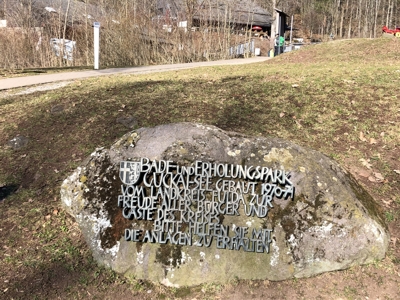 BADE UND ERHOLUNGSPARK
GUCKAISEE GEBAUT 1970-71
VOM LANDKREIS FULDA ZUR
FREUDE ALLER BÜRGER UND
GÄSTE DES KREISES
BITTE HELFEN SIE MIT
DIE ANLAGEN ZU ERHALTEN